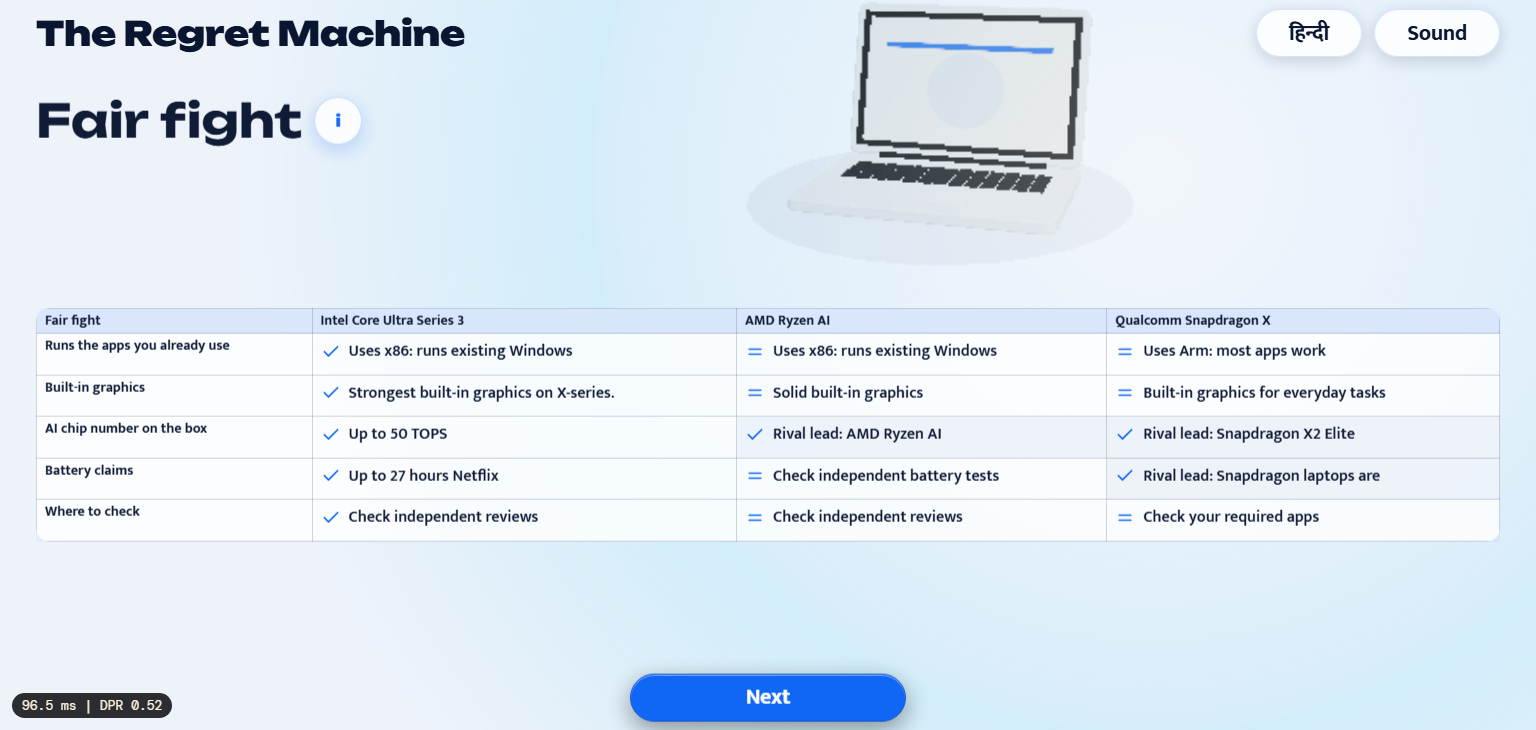 The Regret Machine
हिन्दी
Sound
Fair fight
i
Fair fight
Intel Core Ultra Series 3
AMD Ryzen AI
Qualcomm Snapdragon X
Runs the apps you already use
Uses x86: runs existing Windows
Uses x86: runs existing Windows
Uses Arm: most apps work
Built-in graphics
Strongest built-in graphics on X-series.
Solid built-in graphics
Built-in graphics for everyday tasks
AI chip number on the box
Up to 50 TOPS
Rival lead: AMD Ryzen AI
Rival lead: Snapdragon X2 Elite
Battery claims
Up to 27 hours Netflix
Check independent battery tests
Rival lead: Snapdragon laptops are
Where to check
Check independent reviews
Check independent reviews
Check your required apps
Next
96.5 ms | DPR 0.52